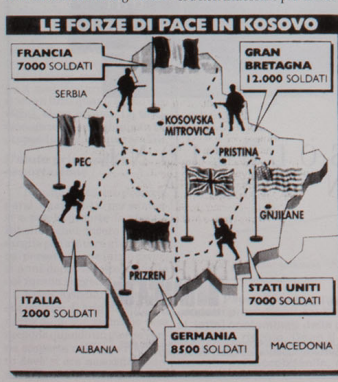 LE FORZE DI PACE IN KOSOVO
FRANCIA
7000 SOLDATI
GRAN
BRETAGNA
12.000 SOLDATI
SERBIA
KOSOVSKA
MITROVICA
PEC
PRISTINA
GNJILANE
PRIZREN
ITALIA
2000 SOLDATI
STATI UNITI
7000 SOLDATI
GERMANIA
8500 SOLDATI
ALBANIA
MACEDONIA